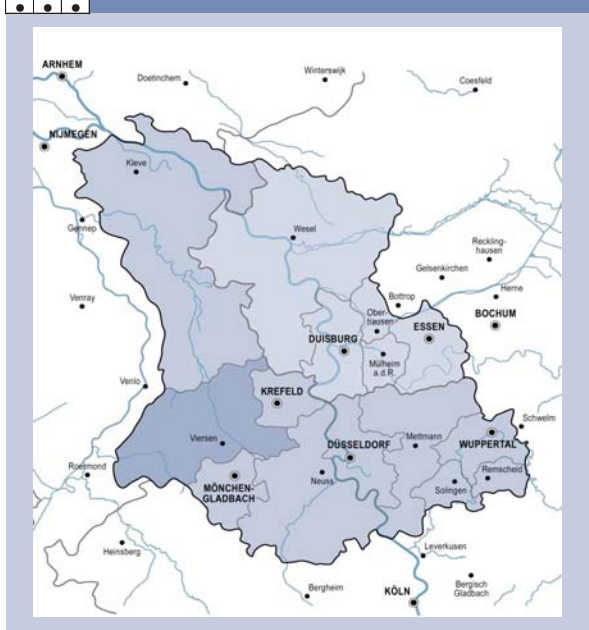 ARNHEM
Doetinchem
Winterswijk
Coesfeld
NIJMEGEN
Kleve
Gennep
Wesel
Reckling-
hausen
Gelsenkirchen
Venray
Bottrop
Herne
Ober-
hausen
ESSEN
BOCHUM
DUISBURG
Mülheim
a.d.R.
Venlo
KREFELD
Schwelm
Viersen
DÜSSELDORF
Mettmann
WUPPERTAL
Roermond
MÖNCHEN-
GLADBACH
Neuss
Remscheid
Solingen
Heinsberg
Leverkusen
Bergheim
KÖLN
Bergisch
Gladbach